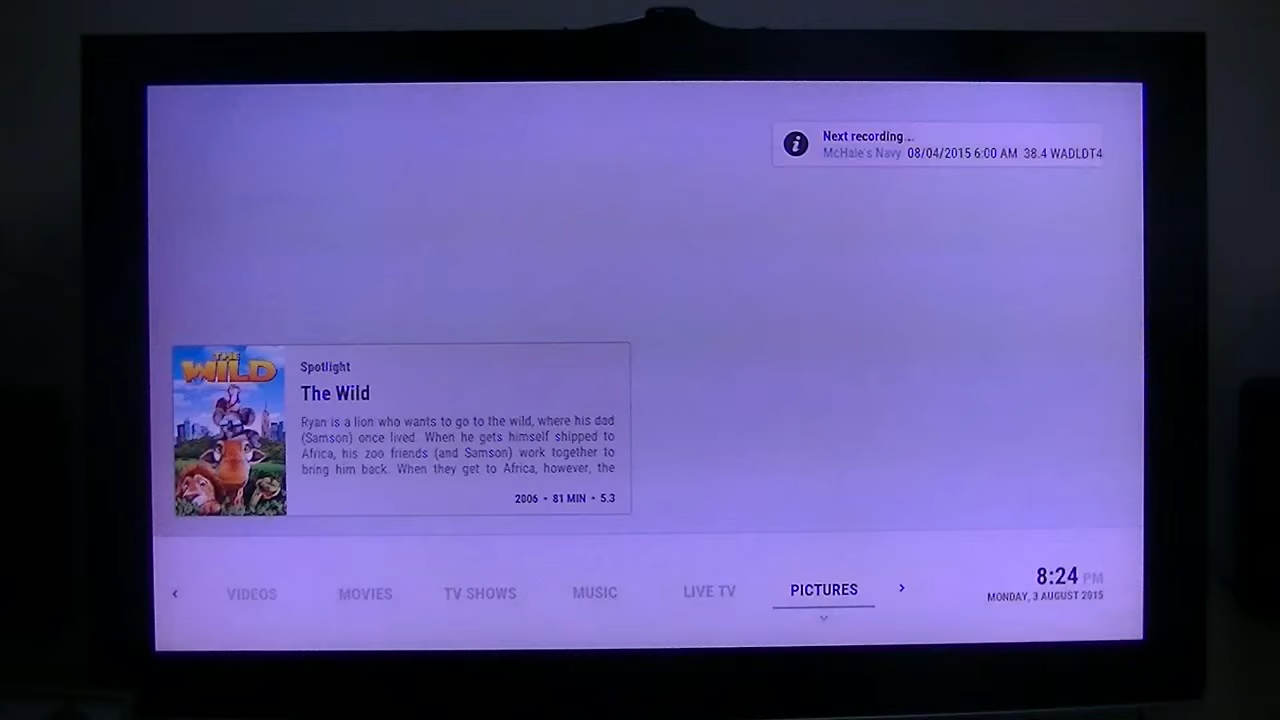 Next recording...
McHale's Navy 08/04/2015 6:00 AM 38.4 WADLDT4
THE
WILD
Spotlight
The Wild
Ryan is a lion who wants to go to the wild, where his dad
(Samson) once lived. When he gets himself shipped to
Africa, his zoo friends (and Samson) work together to
bring him back. When they get to Africa, however, the
2006 • 81 MIN • 5.3
VIDEOS MOVIES TV SHOWS MUSIC LIVE TV PICTURES
8:24 PM
MONDAY, 3 AUGUST 2015